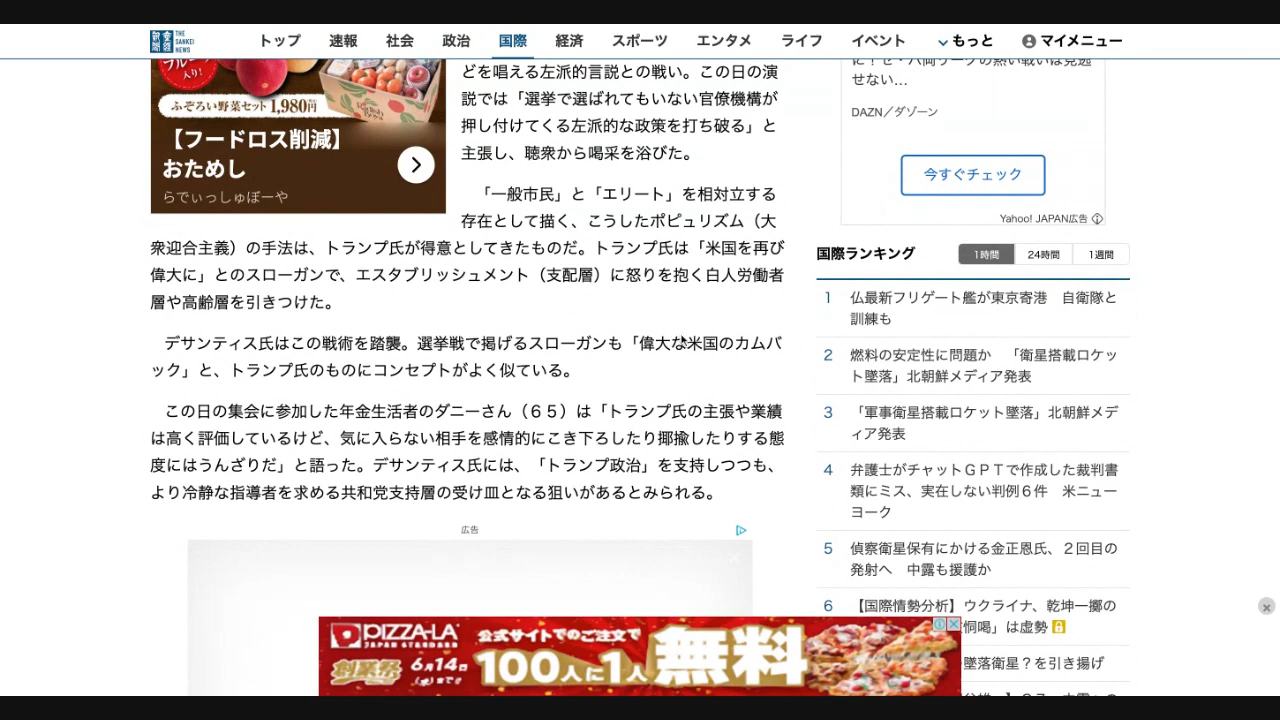 産経新聞
THE SANKEI NEWS
トップ 速報 社会 政治 国際 経済 スポーツ エンタメ ライフ イベント もっと マイメニュー
入り!
ふぞろい野菜セット 1,980円
【フードロス削減】
おためし
らでぃっしゅぼーや
どを唱える左派的言説との戦い。この日の演
説では「選挙で選ばれてもいない官僚機構が
押し付けてくる左派的な政策を打ち破る」と
主張し、聴衆から喝采を浴びた。
「一般市民」と「エリート」を相対立する
存在として描く、こうしたポピュリズム（大
衆迎合主義）の手法は、トランプ氏が得意としてきたものだ。トランプ氏は「米国を再び
偉大に」とのスローガンで、エスタブリッシュメント（支配層）に怒りを抱く白人労働者
層や高齢層を引きつけた。
デサンティス氏はこの戦術を踏襲。選挙戦で掲げるスローガンも「偉大な米国のカムバ
ック」と、トランプ氏のものにコンセプトがよく似ている。
この日の集会に参加した年金生活者のダニーさん（６５）は「トランプ氏の主張や業績
は高く評価しているけど、気に入らない相手を感情的にこき下ろしたり揶揄したりする態
度にはうんざりだ」と語った。デサンティス氏には、「トランプ政治」を支持しつつも、
より冷静な指導者を求める共和党支持層の受け皿となる狙いがあるとみられる。
広告
せない…
DAZN／ダゾーン
今すぐチェック
Yahoo! JAPAN広告
国際ランキング 1時間 24時間 1週間
1 仏最新フリゲート艦が東京寄港　自衛隊と
訓練も
2 燃料の安定性に問題か　「衛星搭載ロケッ
ト墜落」北朝鮮メディア発表
3 「軍事衛星搭載ロケット墜落」北朝鮮メデ
ィア発表
4 弁護士がチャットＧＰＴで作成した裁判書
類にミス、実在しない判例６件　米ニュー
ヨーク
5 偵察衛星保有にかける金正恩氏、２回目の
発射へ　中露も援護か
6 【国際情勢分析】ウクライナ、乾坤一擲の
恫喝」は虚勢
墜落衛星？を引き揚げ
PIZZA-LA
JAPAN STANDARD
創業祭 6月14日(水)まで!!
公式サイトでのご注文で
100人に1人 無料